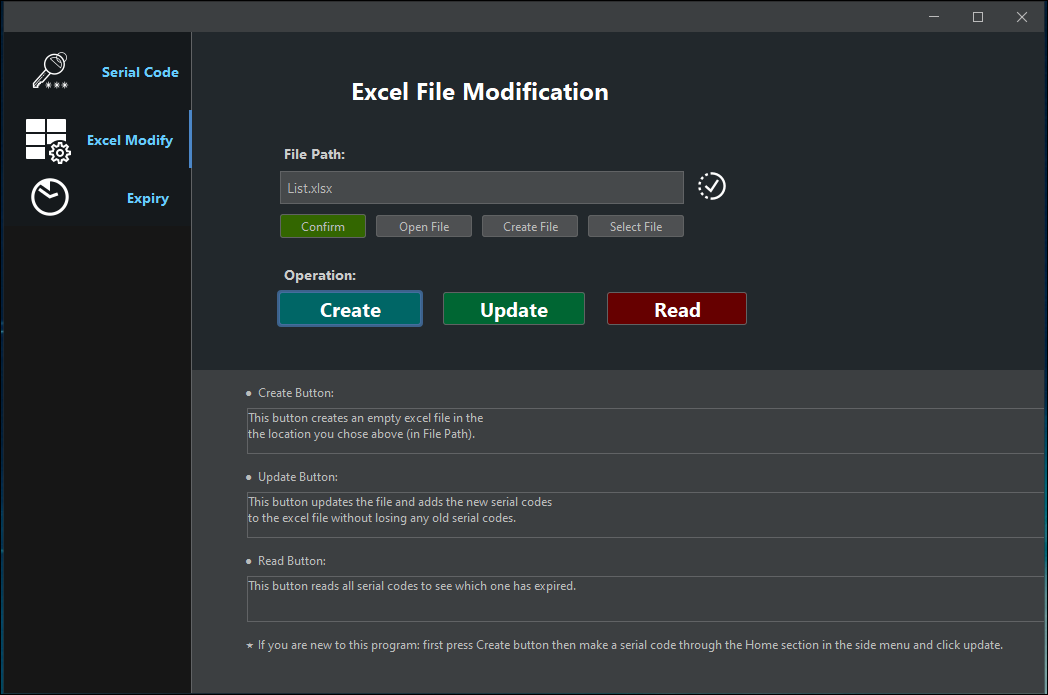 Serial Code
Excel Modify
Expiry
Excel File Modification
File Path:
List.xlsx
Confirm
Open File
Create File
Select File
Operation:
Create
Update
Read
● Create Button:
This button creates an empty excel file in the
the location you chose above (in File Path).
● Update Button:
This button updates the file and adds the new serial codes
to the excel file without losing any old serial codes.
● Read Button:
This button reads all serial codes to see which one has expired.
★ If you are new to this program: first press Create button then make a serial code through the Home section in the side menu and click update.